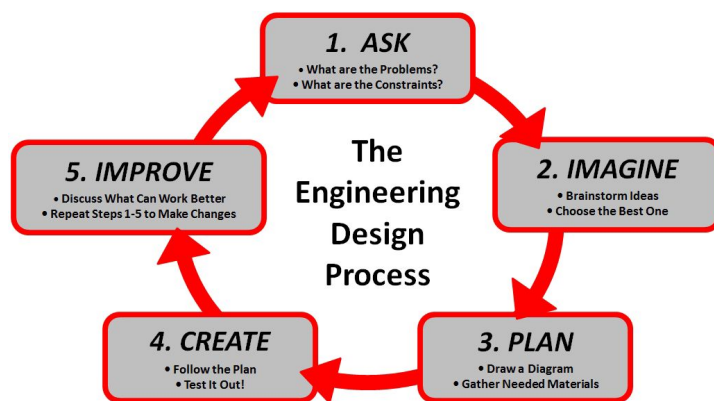 1. ASK
• What are the Problems?
• What are the Constraints?
The
Engineering
Design
Process
2. IMAGINE
• Brainstorm Ideas
• Choose the Best One
3. PLAN
• Draw a Diagram
• Gather Needed Materials
4. CREATE
• Follow the Plan
• Test It Out!
5. IMPROVE
• Discuss What Can Work Better
• Repeat Steps 1-5 to Make Changes